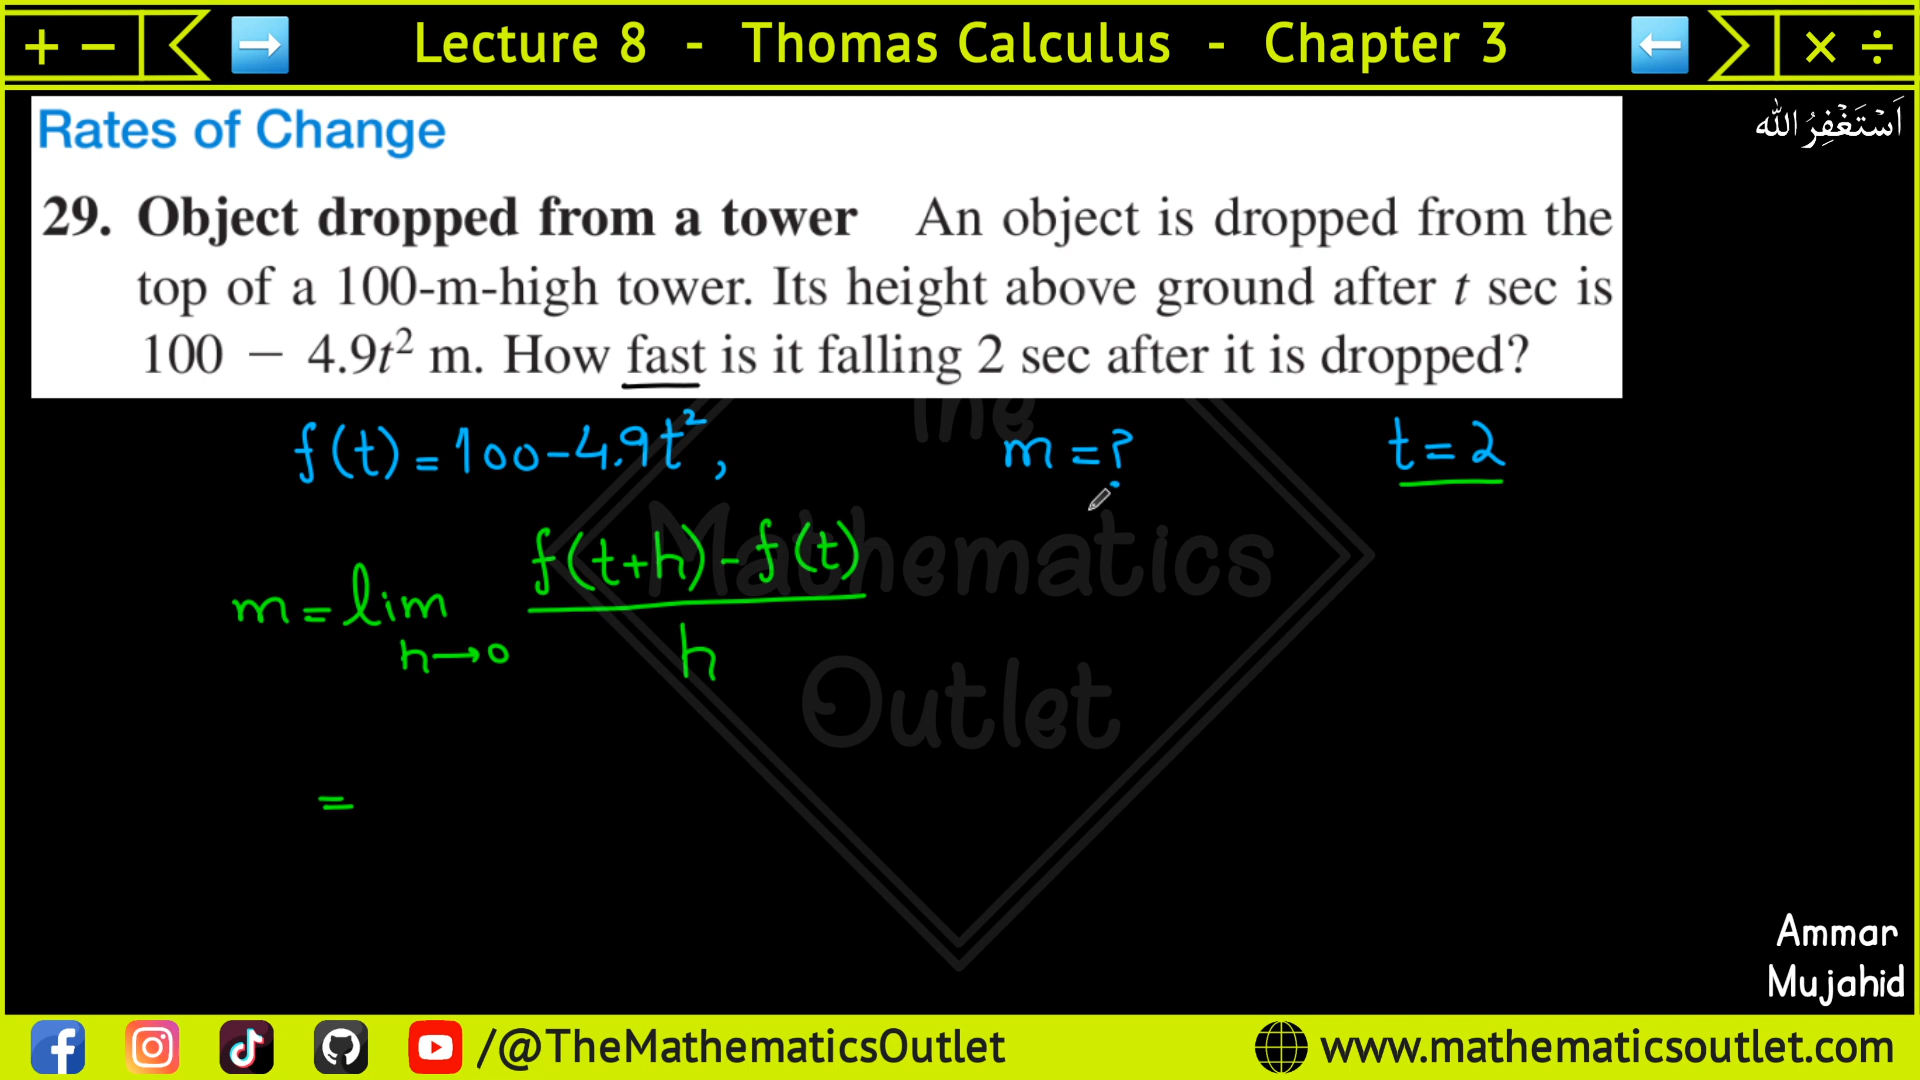 + − Lecture 8 - Thomas Calculus - Chapter 3 × ÷
أَسْتَغْفِرُ اللّٰه
Rates of Change
29. Object dropped from a tower An object is dropped from the
top of a 100-m-high tower. Its height above ground after t sec is
100 − 4.9t² m. How fast is it falling 2 sec after it is dropped?
f(t) = 100 - 4.9t², m = ? t = 2
The
Mathematics
Outlet
m = lim f(t+h) - f(t)
h→0 h
=
Ammar
Mujahid
/@TheMathematicsOutlet www.mathematicsoutlet.com